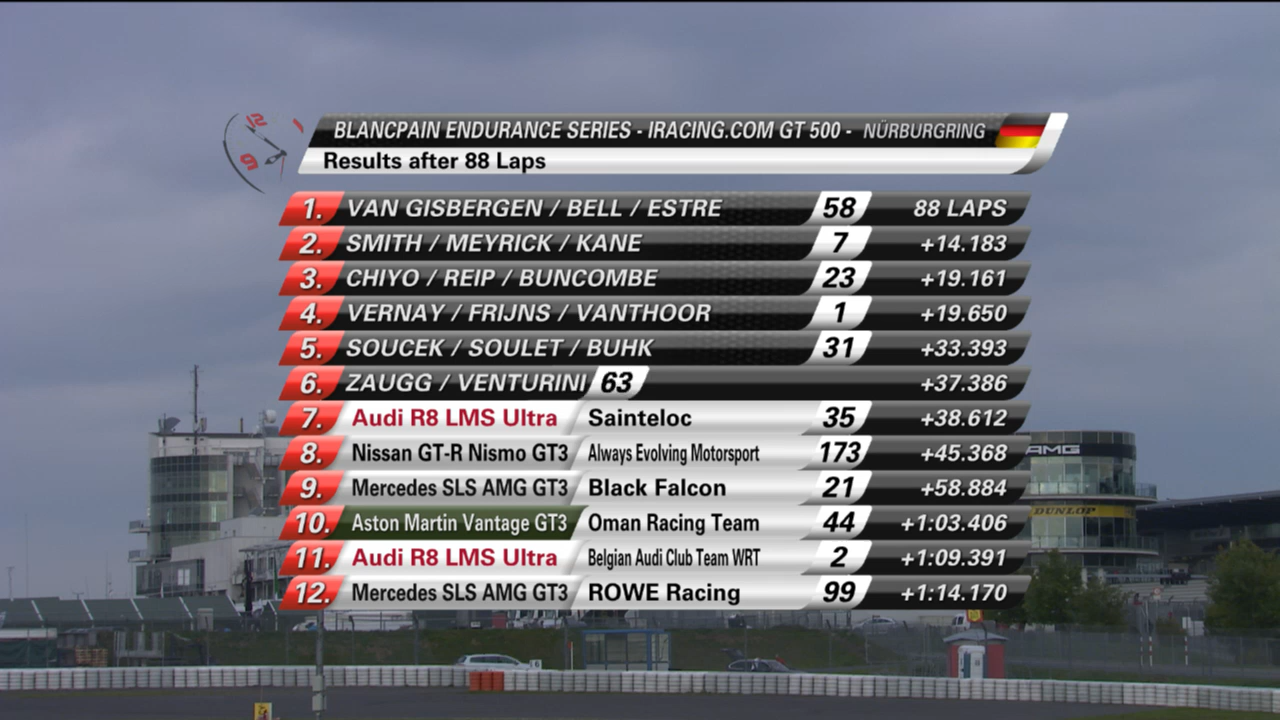 BLANCPAIN ENDURANCE SERIES - IRACING.COM GT 500 - NÜRBURGRING
Results after 88 Laps
1. VAN GISBERGEN / BELL / ESTRE 58 88 LAPS
2. SMITH / MEYRICK / KANE 7 +14.183
3. CHIYO / REIP / BUNCOMBE 23 +19.161
4. VERNAY / FRIJNS / VANTHOOR 1 +19.650
5. SOUCEK / SOULET / BUHK 31 +33.393
6. ZAUGG / VENTURINI 63 +37.386
7. Audi R8 LMS Ultra Sainteloc 35 +38.612
8. Nissan GT-R Nismo GT3 Always Evolving Motorsport 173 +45.368
9. Mercedes SLS AMG GT3 Black Falcon 21 +58.884
10. Aston Martin Vantage GT3 Oman Racing Team 44 +1:03.406
11. Audi R8 LMS Ultra Belgian Audi Club Team WRT 2 +1:09.391
12. Mercedes SLS AMG GT3 ROWE Racing 99 +1:14.170
AMG
DUNLOP